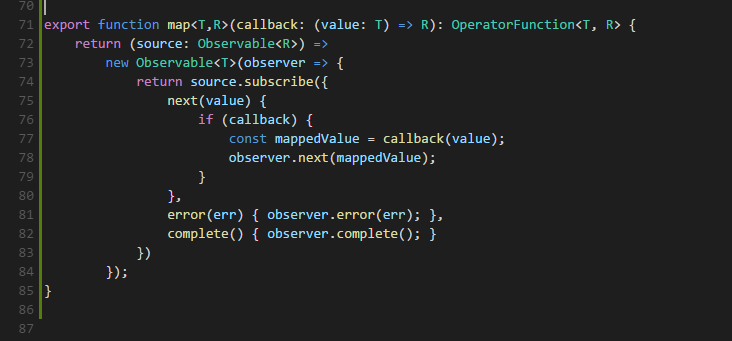 70
71 export function map<T,R>(callback: (value: T) => R): OperatorFunction<T, R> {
72     return (source: Observable<R>) =>
73         new Observable<T>(observer => {
74             return source.subscribe({
75                 next(value) {
76                     if (callback) {
77                         const mappedValue = callback(value);
78                         observer.next(mappedValue);
79                     }
80                 },
81                 error(err) { observer.error(err); },
82                 complete() { observer.complete(); }
83             })
84         });
85 }
86
87